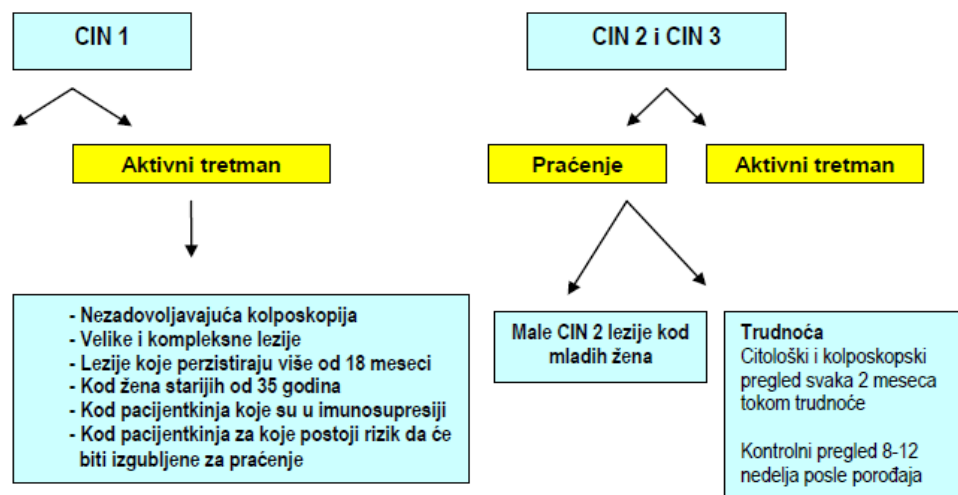 CIN 1
CIN 2 i CIN 3
Aktivni tretman
Praćenje
Aktivni tretman
- Nezadovoljavajuća kolposkopija
- Velike i kompleksne lezije
- Lezije koje perzistiraju više od 18 meseci
- Kod žena starijih od 35 godina
- Kod pacijentkinja koje su u imunosupresiji
- Kod pacijentkinja za koje postoji rizik da će
biti izgubljene za praćenje
Male CIN 2 lezije kod
mladih žena
Trudnoća
Citološki i kolposkopski
pregled svaka 2 meseca
tokom trudnoće
Kontrolni pregled 8-12
nedelja posle porođaja